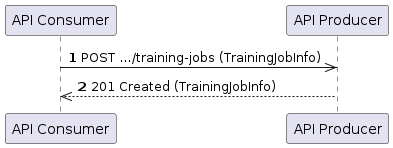 API Consumer API Producer
1 POST .../training-jobs (TrainingJobInfo)
2 201 Created (TrainingJobInfo)
API Consumer API Producer